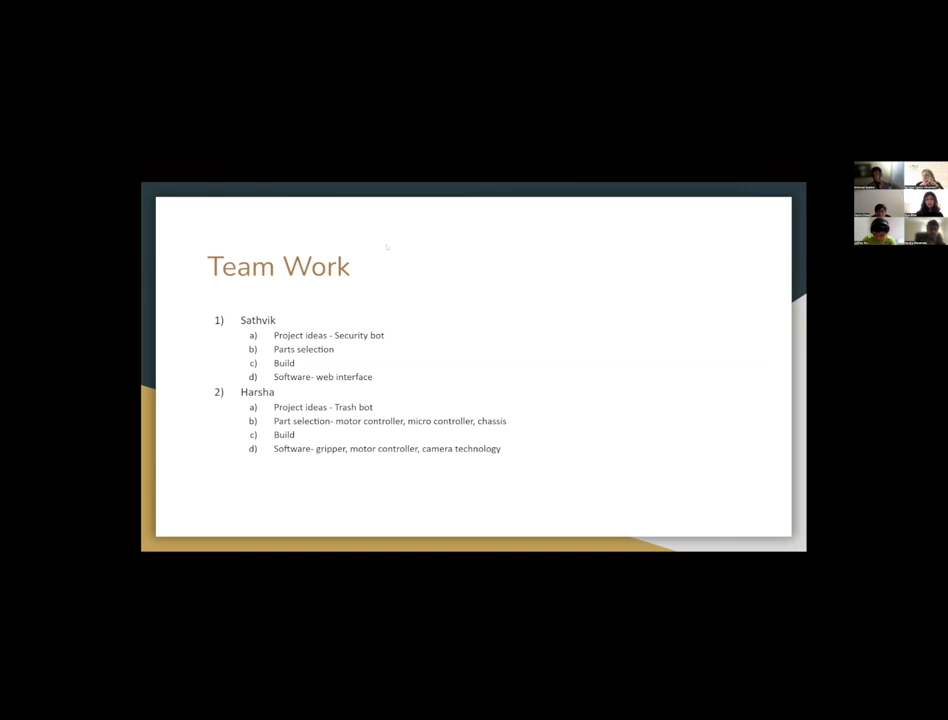 Team Work
1) Sathvik
a) Project ideas - Security bot
b) Parts selection
c) Build
d) Software- web interface
2) Harsha
a) Project ideas - Trash bot
b) Part selection- motor controller, micro controller, chassis
c) Build
d) Software- gripper, motor controller, camera technology